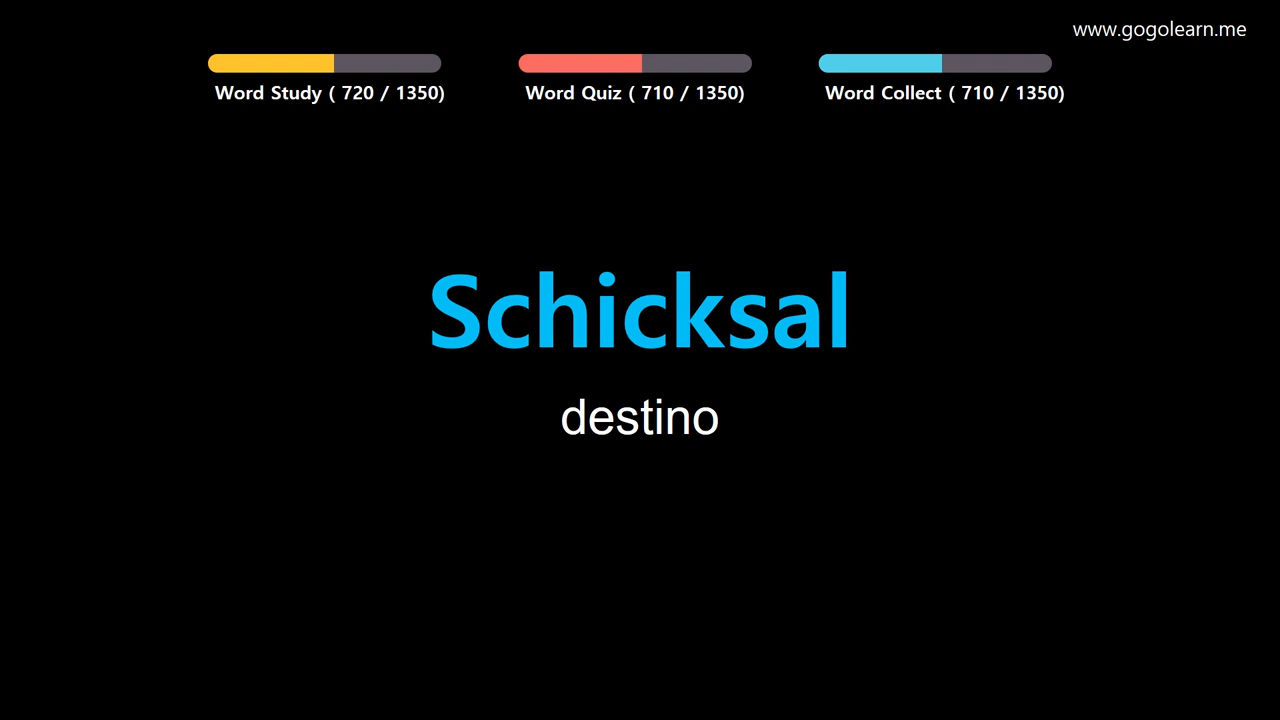 www.gogolearn.me
Word Study ( 720 / 1350)
Word Quiz ( 710 / 1350)
Word Collect ( 710 / 1350)
Schicksal
destino